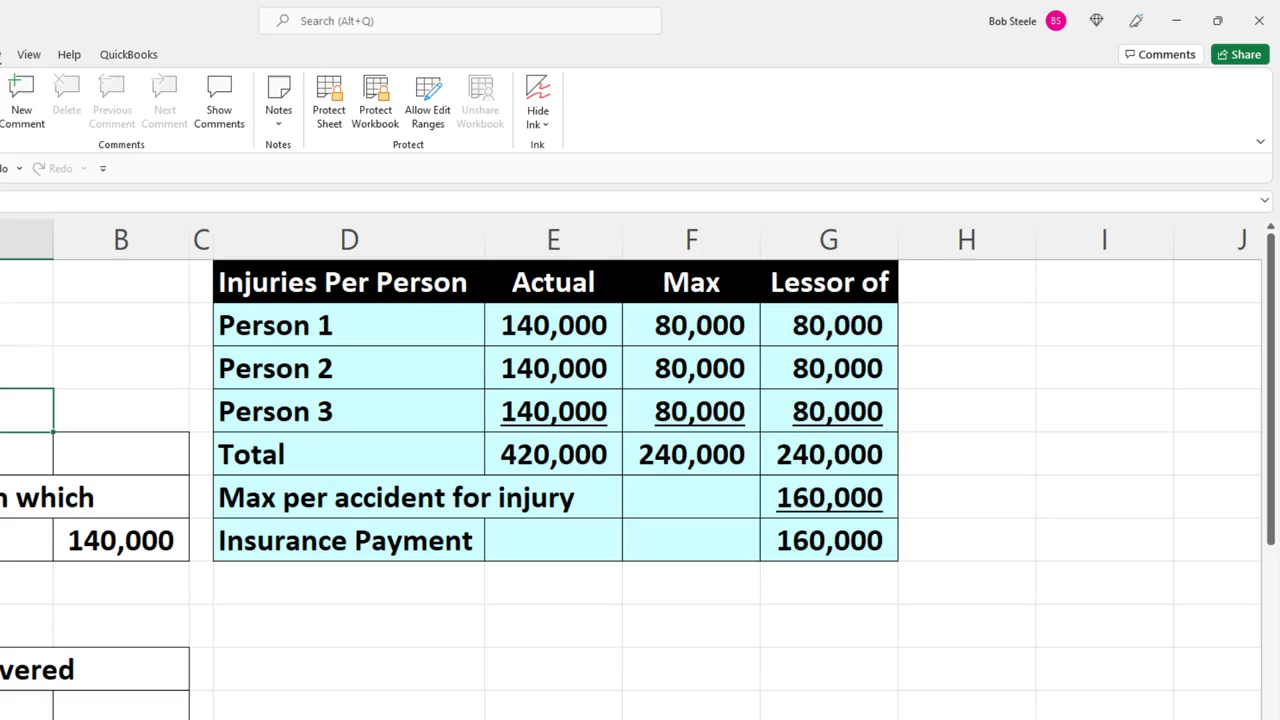 Search (Alt+Q)
Bob Steele BS
View Help QuickBooks
Comments Share
New Comment
Delete
Previous Comment
Next Comment
Show Comments
Notes
Protect Sheet
Protect Workbook
Allow Edit Ranges
Unshare Workbook
Hide Ink
Comments Notes Protect Ink
Redo
B C D E F G H I J
Injuries Per Person Actual Max Lessor of
Person 1 140,000 80,000 80,000
Person 2 140,000 80,000 80,000
Person 3 140,000 80,000 80,000
Total 420,000 240,000 240,000
which Max per accident for injury 160,000
140,000 Insurance Payment 160,000
vered